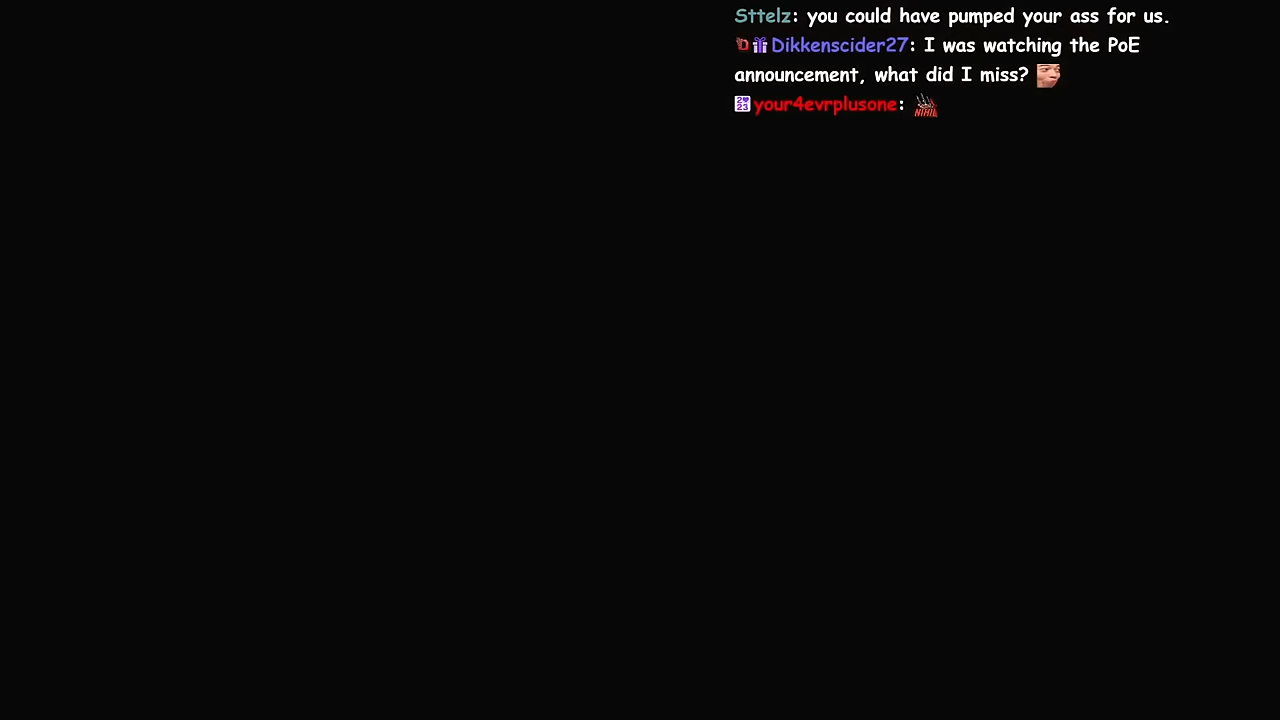 Sttelz: you could have pumped your ass for us.
Dikkenscider27: I was watching the PoE
announcement, what did I miss?
your4evrplusone: NIHIL